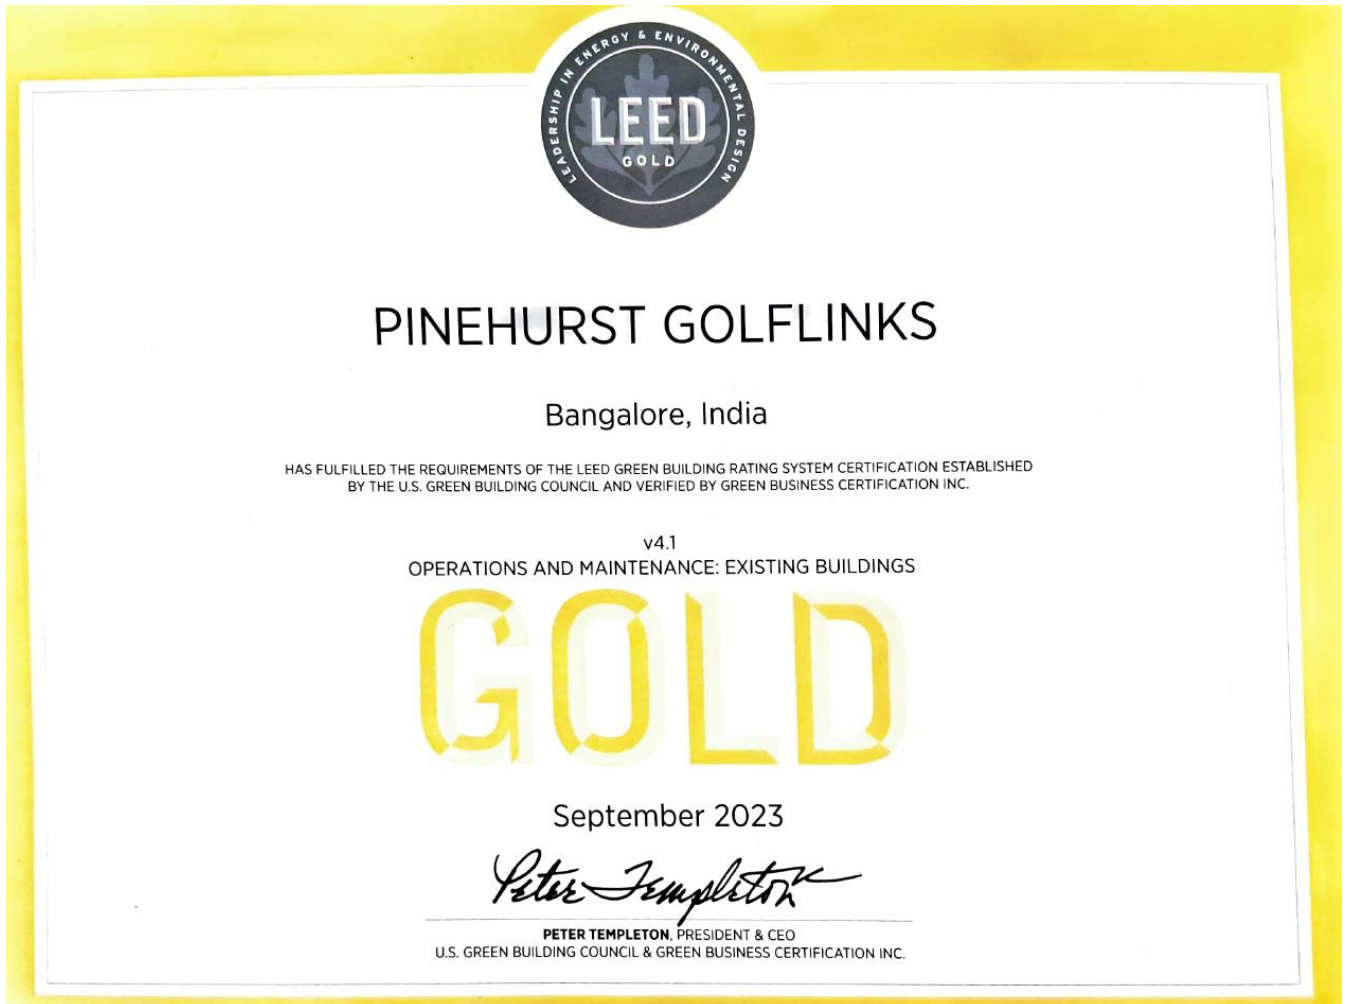 LEADERSHIP IN ENERGY & ENVIRONMENTAL DESIGN
LEED
GOLD
PINEHURST GOLFLINKS
Bangalore, India
HAS FULFILLED THE REQUIREMENTS OF THE LEED GREEN BUILDING RATING SYSTEM CERTIFICATION ESTABLISHED
BY THE U.S. GREEN BUILDING COUNCIL AND VERIFIED BY GREEN BUSINESS CERTIFICATION INC.
v4.1
OPERATIONS AND MAINTENANCE: EXISTING BUILDINGS
GOLD
September 2023
Peter Templeton
PETER TEMPLETON, PRESIDENT & CEO
U.S. GREEN BUILDING COUNCIL & GREEN BUSINESS CERTIFICATION INC.